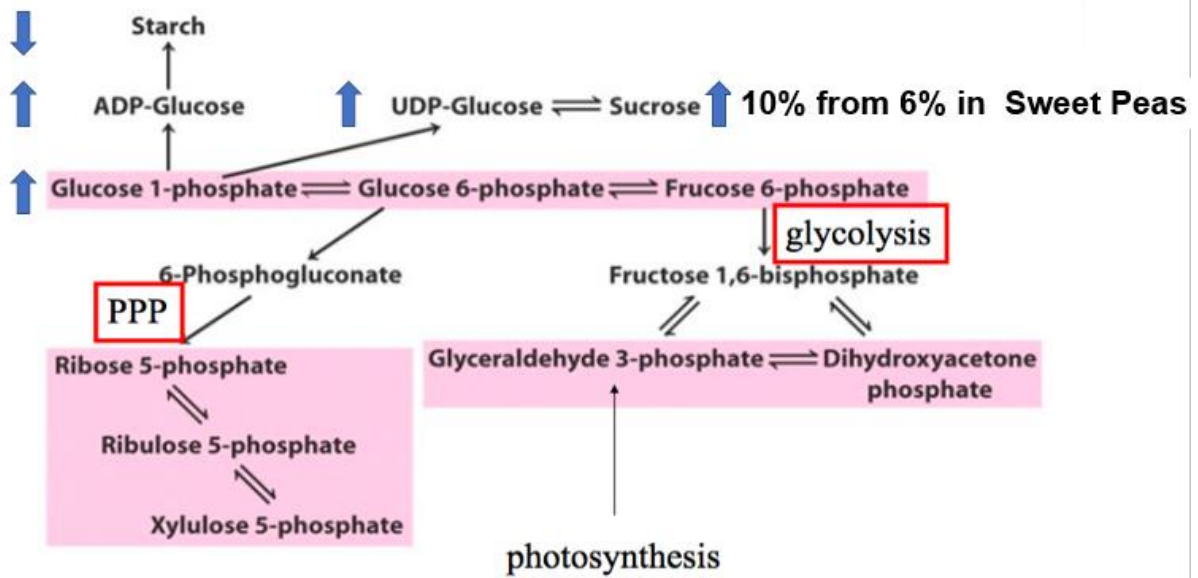 Starch
ADP-Glucose
UDP-Glucose Sucrose 10% from 6% in Sweet Peas
Glucose 1-phosphate Glucose 6-phosphate Frucose 6-phosphate
glycolysis
6-Phosphogluconate Fructose 1,6-bisphosphate
PPP
Ribose 5-phosphate Glyceraldehyde 3-phosphate Dihydroxyacetone
phosphate
Ribulose 5-phosphate
Xylulose 5-phosphate
photosynthesis